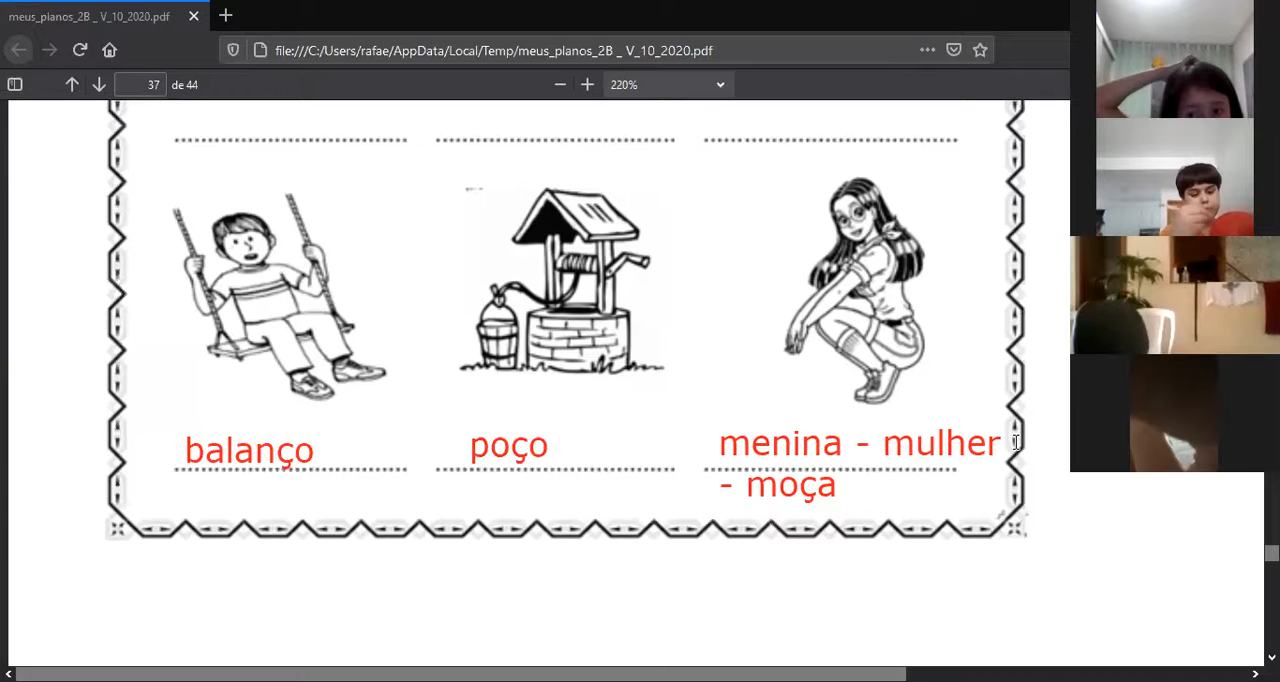 meus_planos_2B _ V_10_2020.pdf
file:///C:/Users/rafae/AppData/Local/Temp/meus_planos_2B _ V_10_2020.pdf
37 de 44
220%
balanço
poço
menina - mulher
- moça